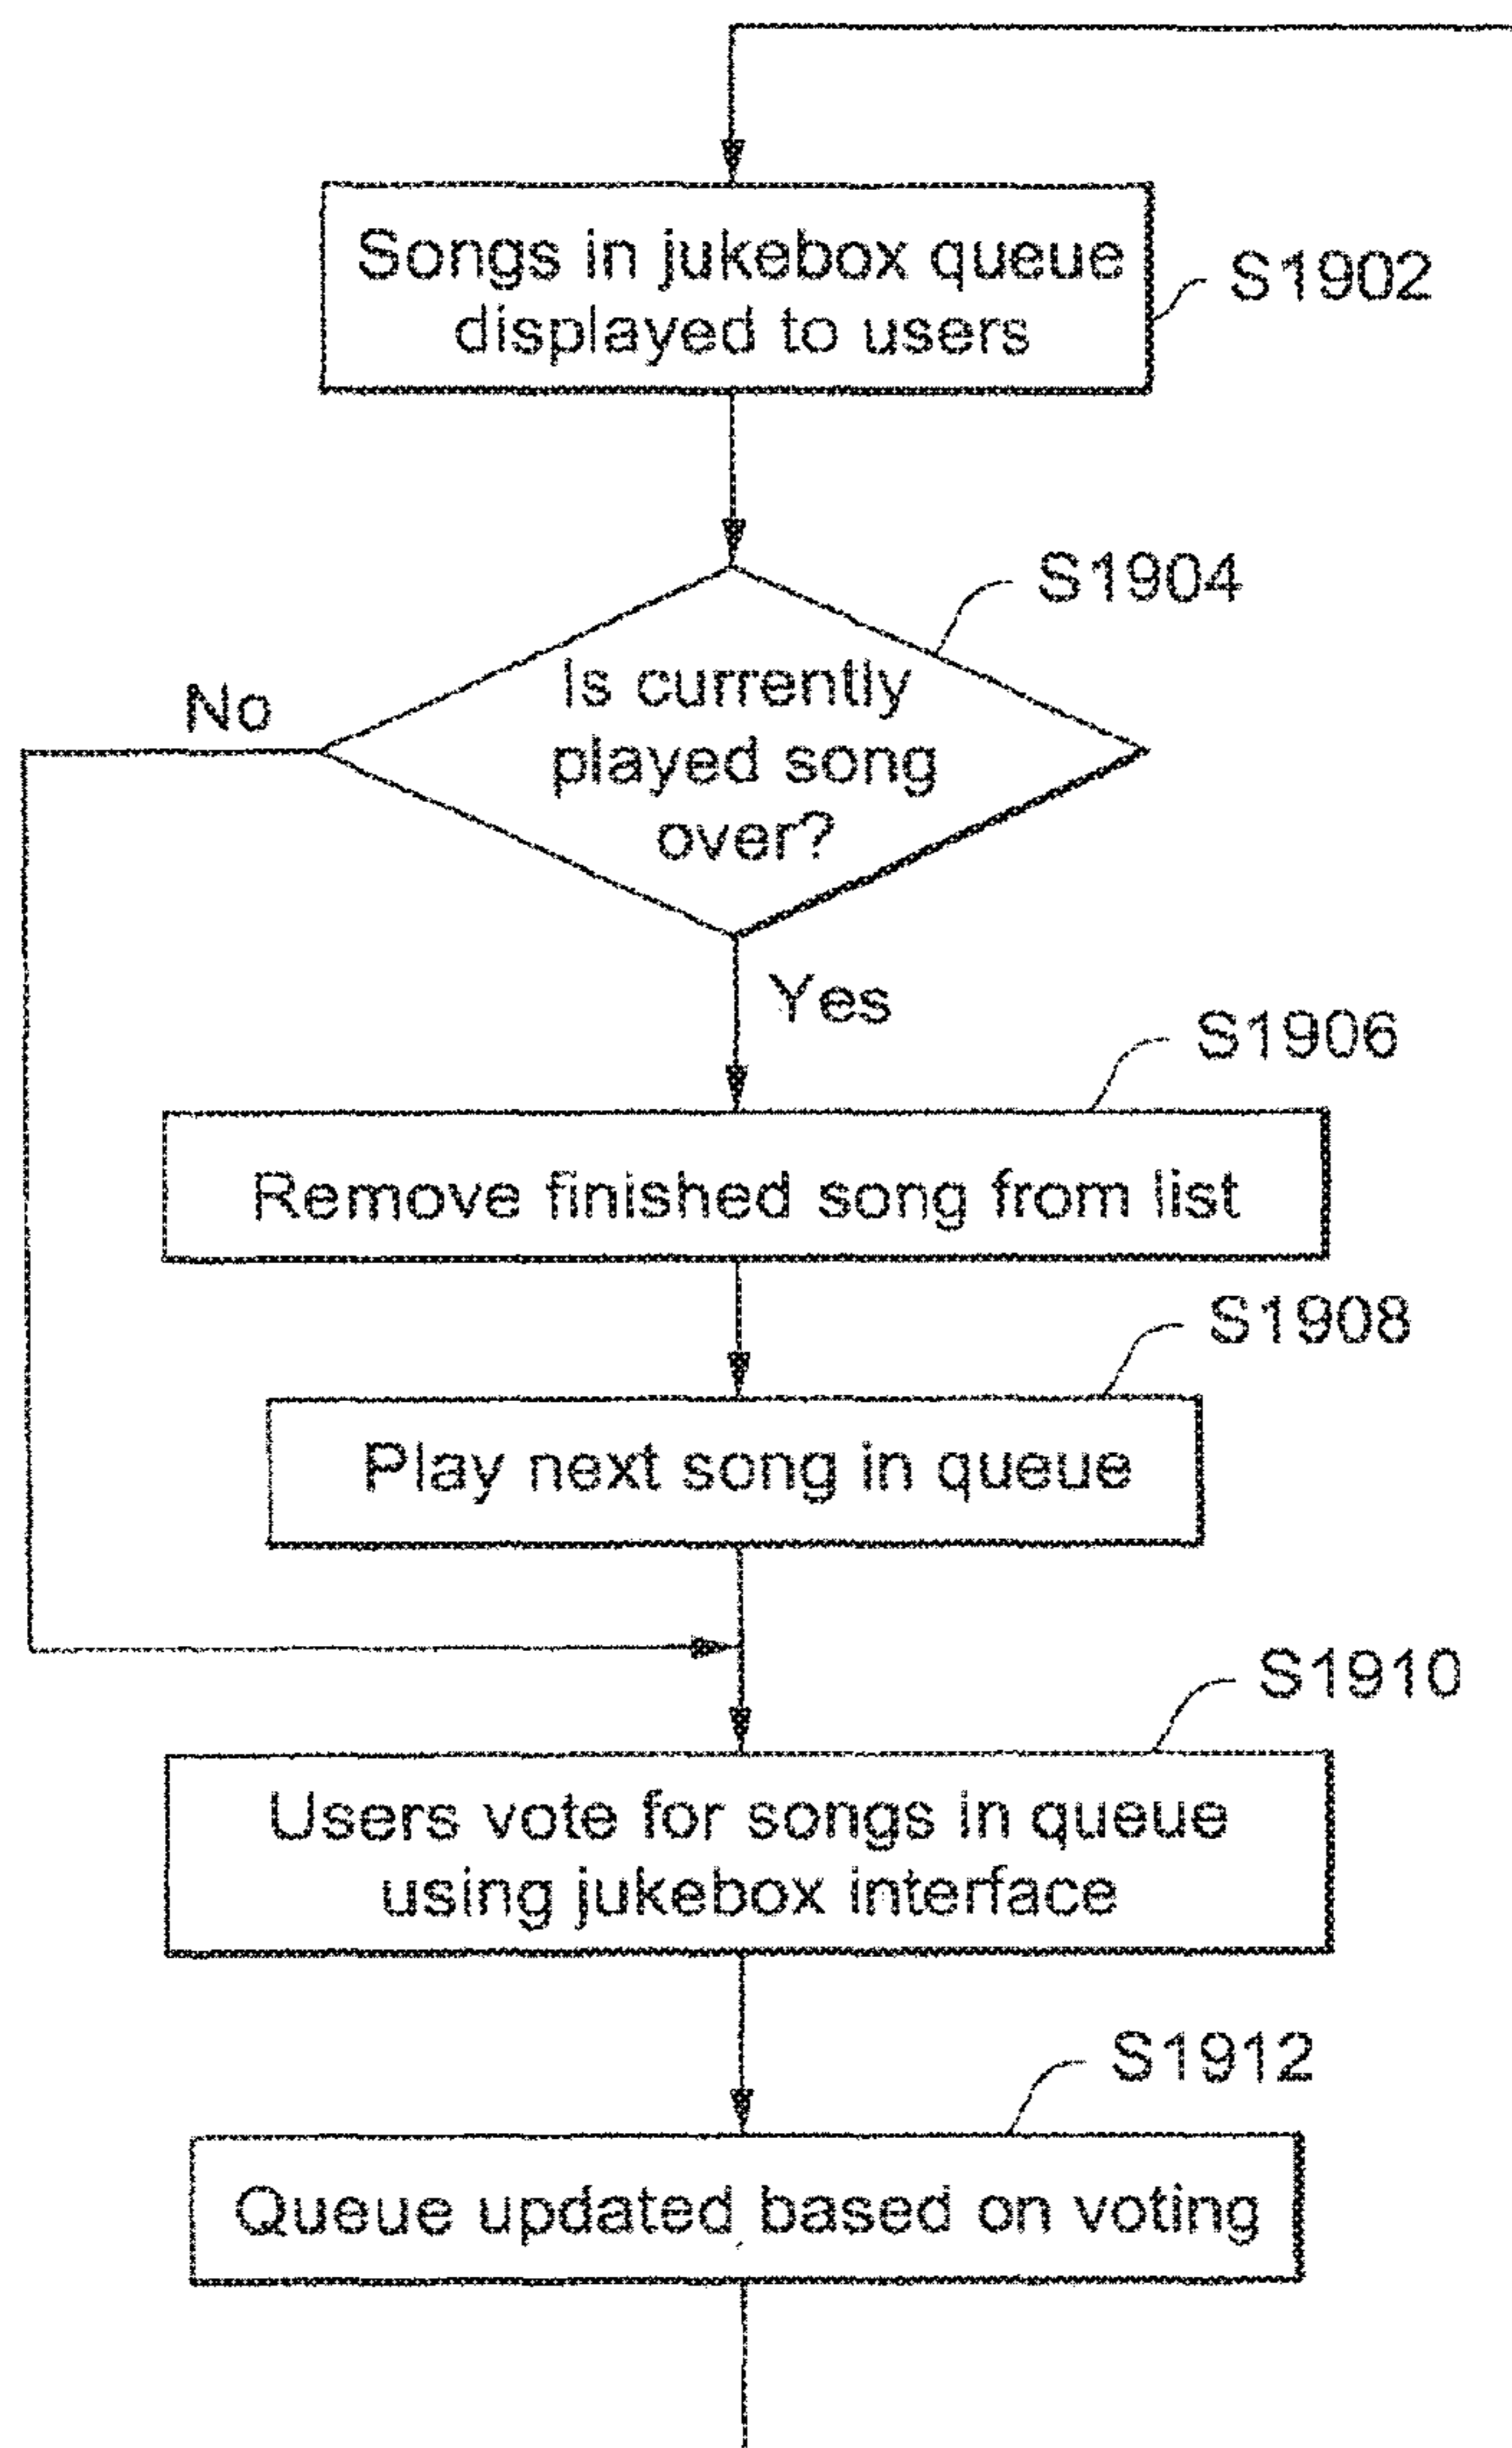 Songs in jukebox queue
displayed to users
S1902
S1904
Is currently
played song
over?
No
Yes
S1906
Remove finished song from list
S1908
Play next song in queue
S1910
Users vote for songs in queue
using jukebox interface
S1912
Queue updated based on voting